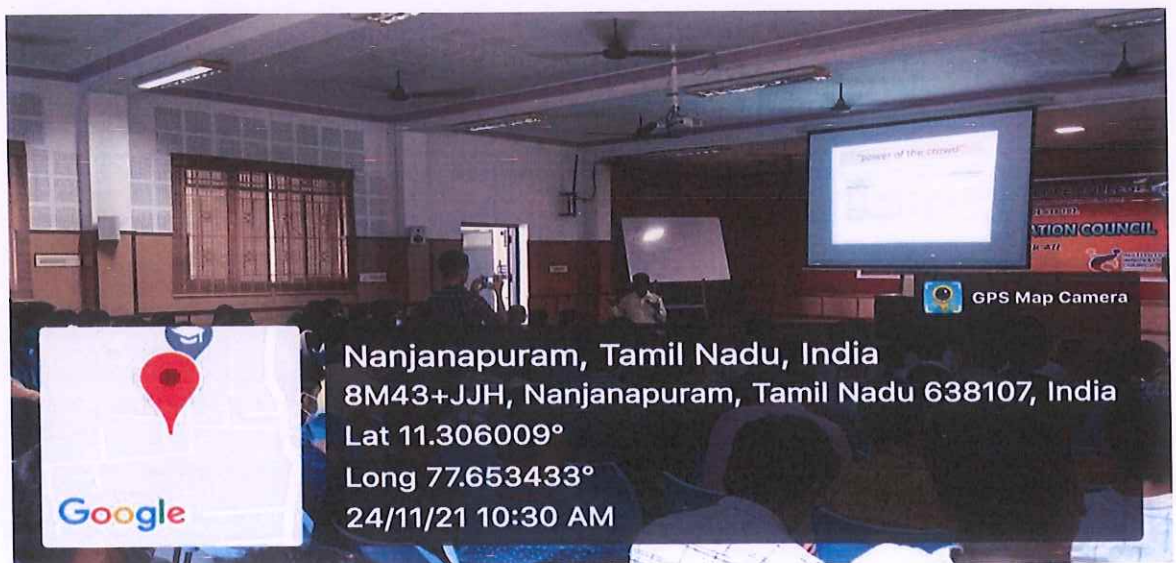 "power of the crowd"
ATION COUNCIL
GPS Map Camera
Nanjanapuram, Tamil Nadu, India
8M43+JJH, Nanjanapuram, Tamil Nadu 638107, India
Lat 11.306009°
Long 77.653433°
24/11/21 10:30 AM
Google